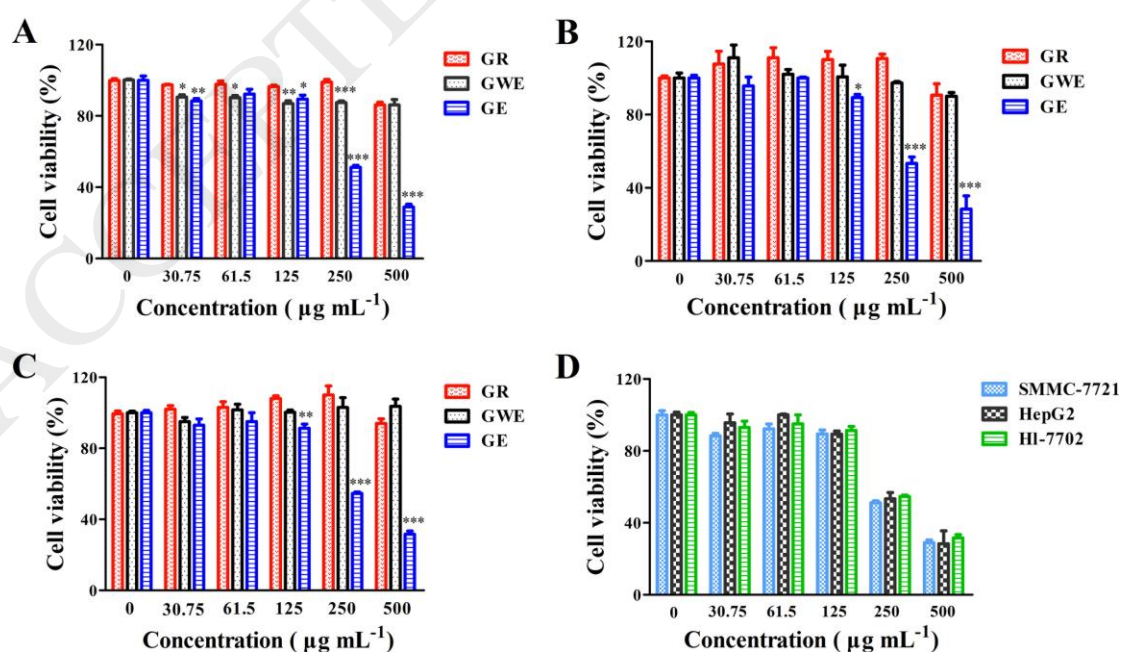 A
Cell viability (%)
120
80
40
0
* ** * ** * *** *** ***
GR
GWE
GE
0 30.75 61.5 125 250 500
Concentration ( µg mL-1)
B
Cell viability (%)
120
80
40
0
* *** ***
GR
GWE
GE
0 30.75 61.5 125 250 500
Concentration ( µg mL-1)
C
Cell viability (%)
120
80
40
0
** *** ***
GR
GWE
GE
0 30.75 61.5 125 250 500
Concentration ( µg mL-1)
D
Cell viability (%)
120
80
40
0
SMMC-7721
HepG2
Hl-7702
0 30.75 61.5 125 250 500
Concentration ( µg mL-1)